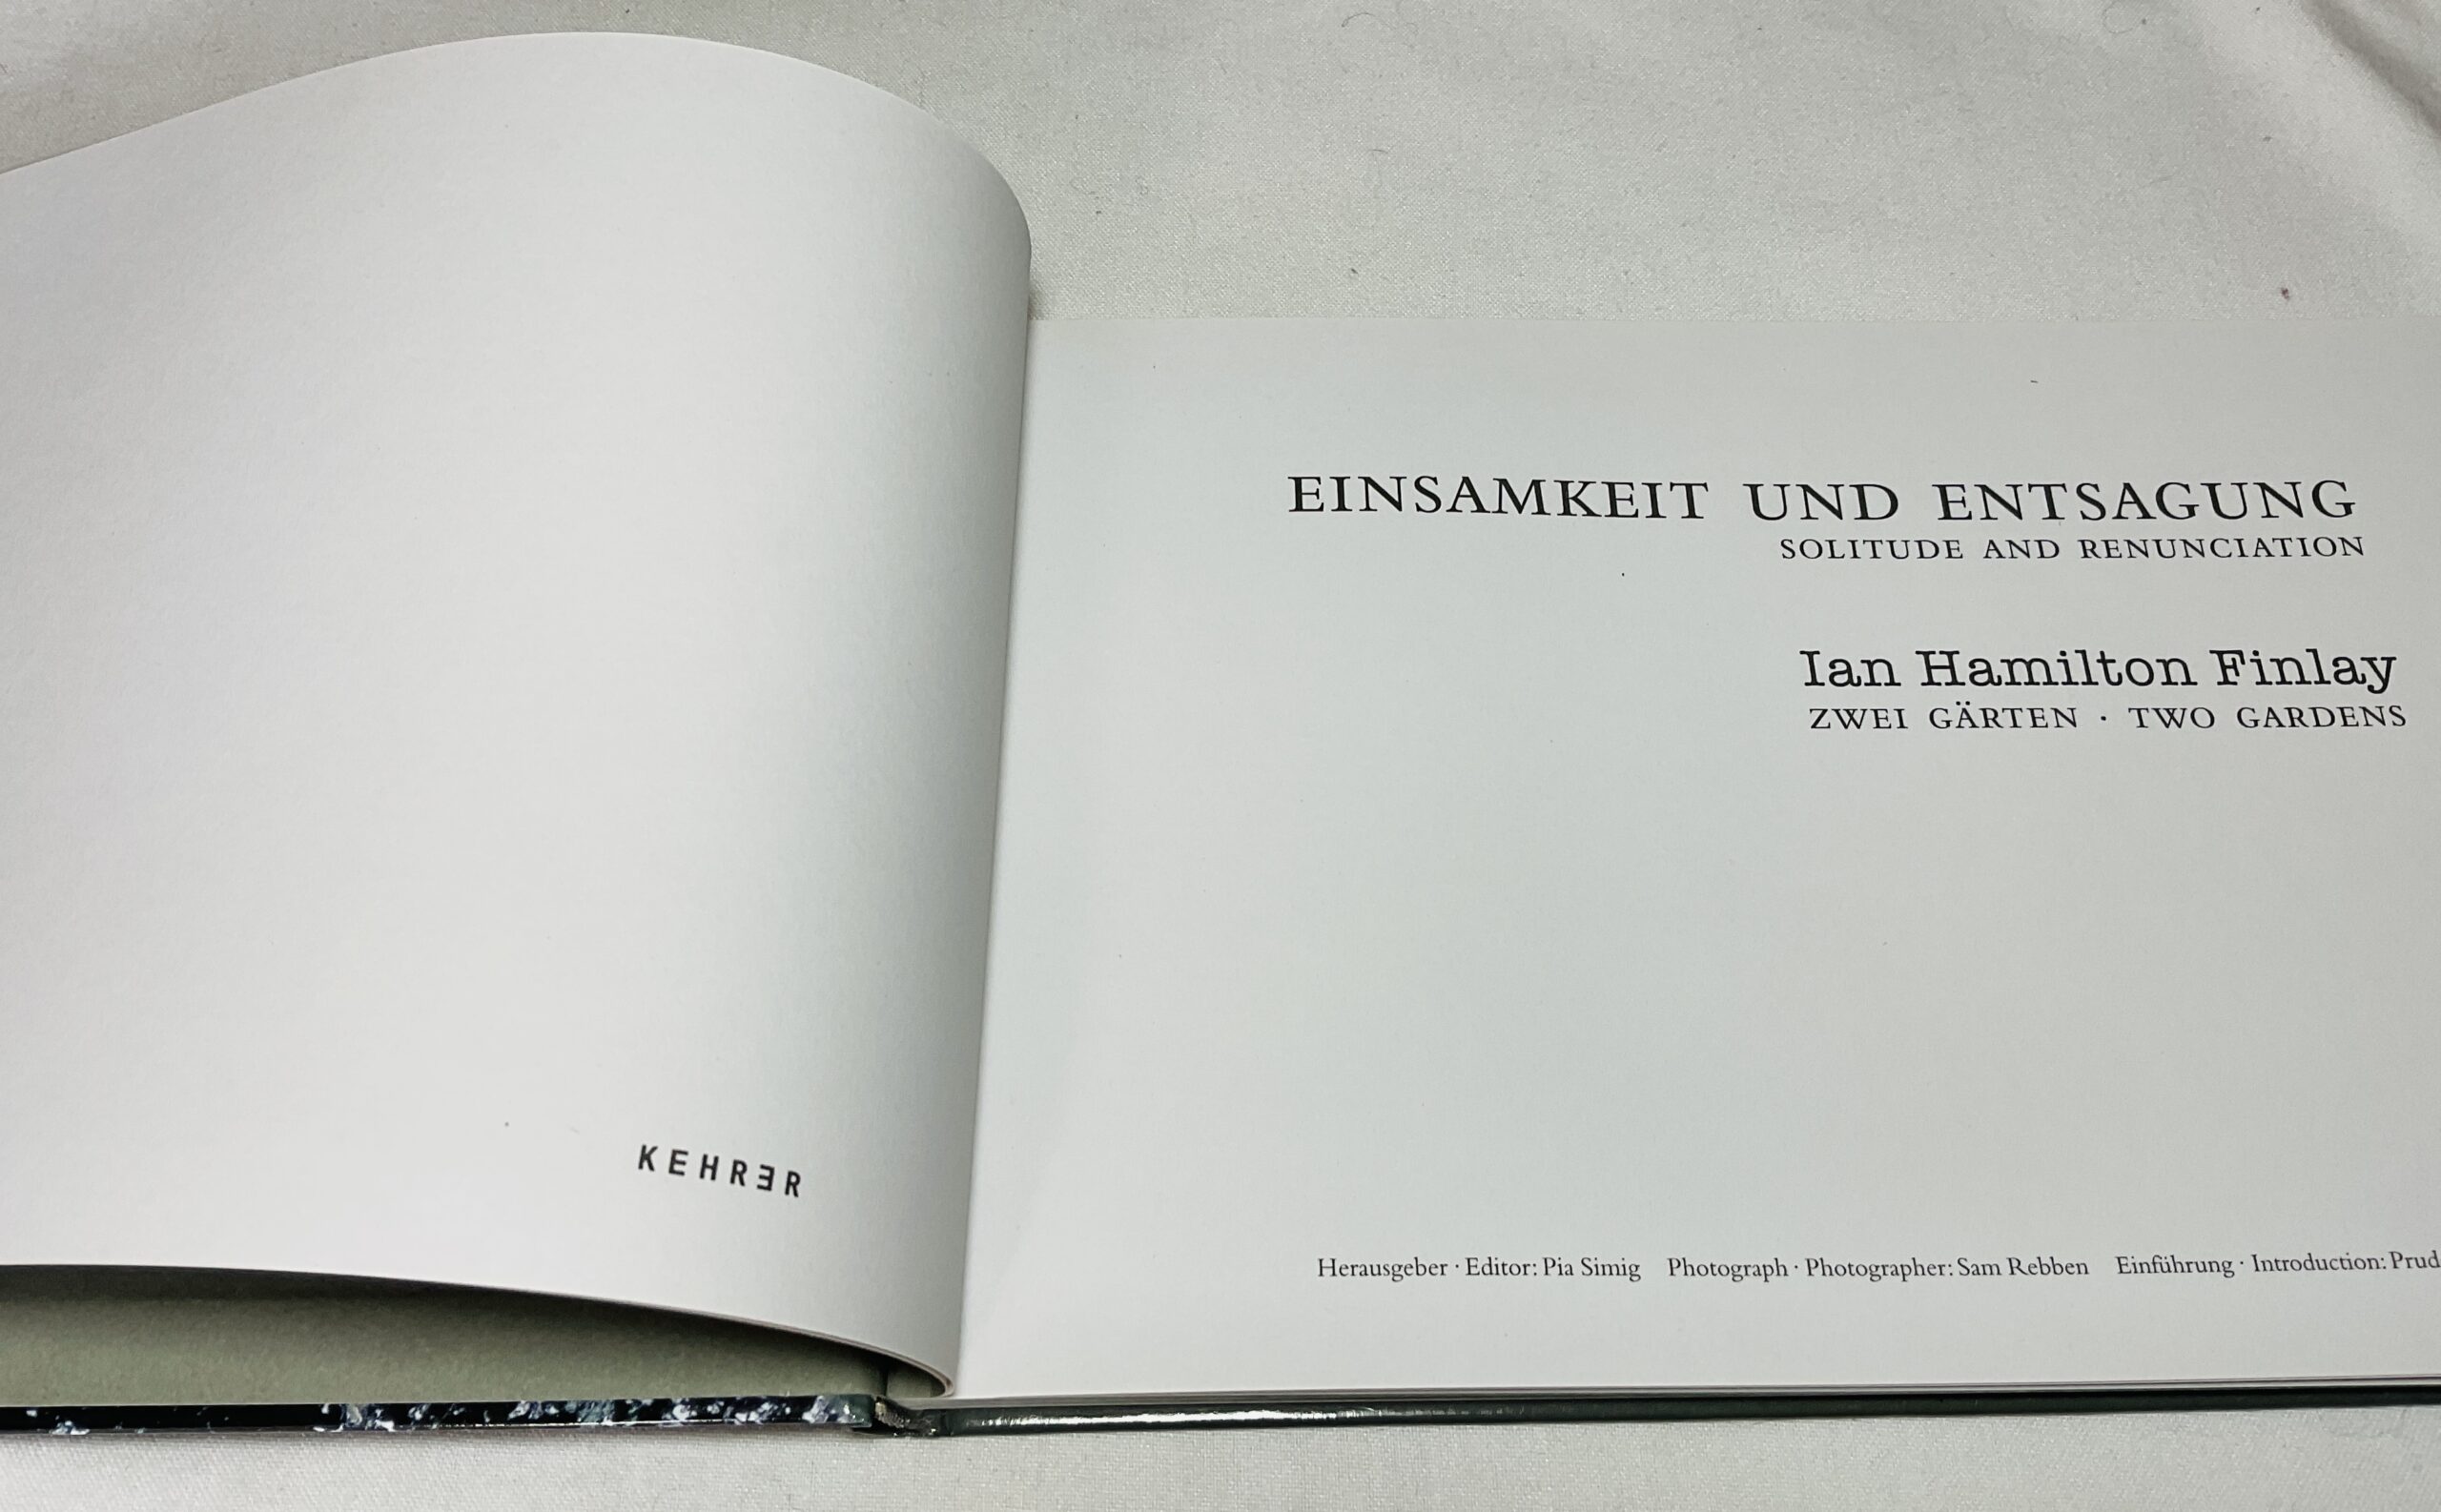 KEHRƎR
EINSAMKEIT UND ENTSAGUNG
SOLITUDE AND RENUNCIATION
Ian Hamilton Finlay
ZWEI GÄRTEN · TWO GARDENS
Herausgeber · Editor: Pia Simig Photograph · Photographer: Sam Rebben Einführung · Introduction: